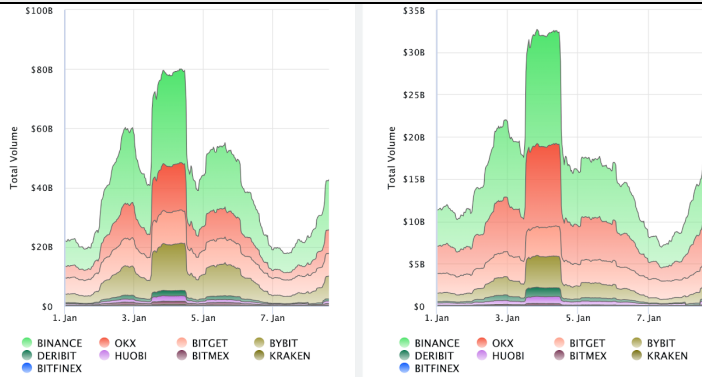 $100B
$80B
$60B
$40B
$20B
$0
Total Volume
1. Jan
3. Jan
5. Jan
7. Jan
BINANCE
OKX
BITGET
BYBIT
DERIBIT
HUOBI
BITMEX
KRAKEN
BITFINEX
$35B
$30B
$25B
$20B
$15B
$10B
$5B
$0
Total Volume
1. Jan
3. Jan
5. Jan
7. Jan
BINANCE
OKX
BITGET
BYBIT
DERIBIT
HUOBI
BITMEX
KRAKEN
BITFINEX